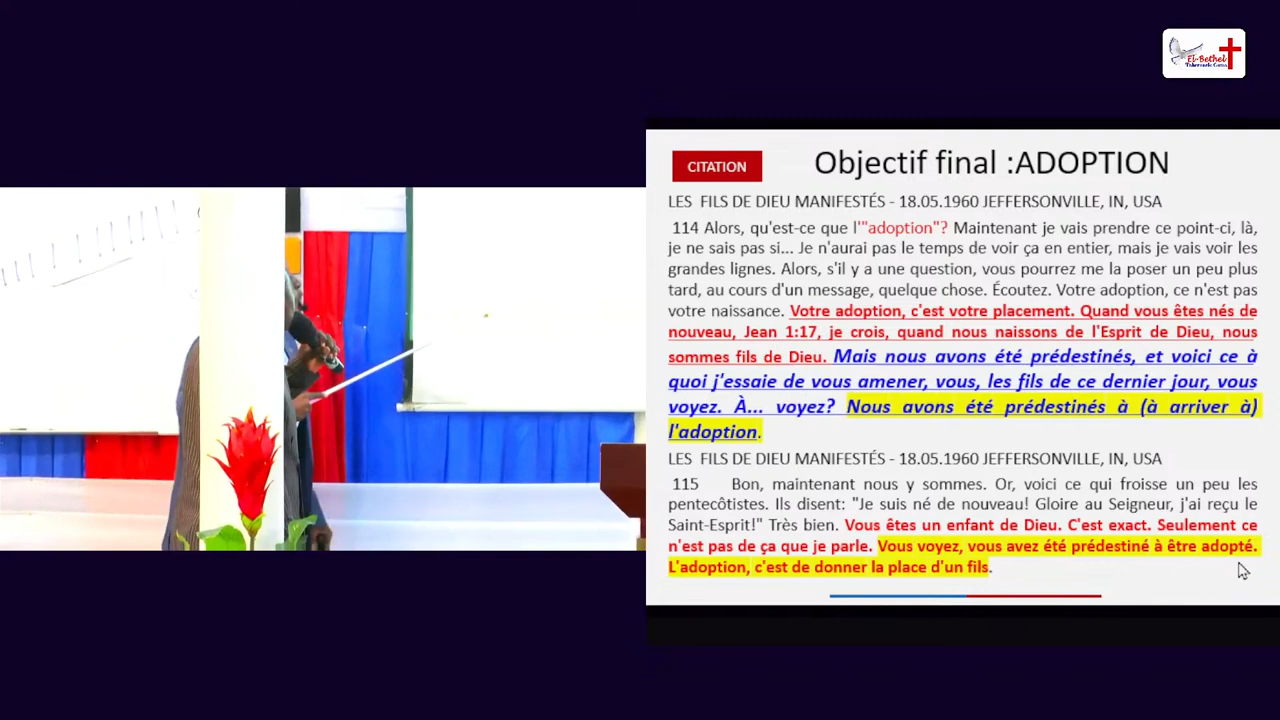 El-Bethel
CITATION
Objectif final :ADOPTION
LES FILS DE DIEU MANIFESTÉS - 18.05.1960 JEFFERSONVILLE, IN, USA
114 Alors, qu'est-ce que l'"adoption"? Maintenant je vais prendre ce point-ci, là,
je ne sais pas si... Je n'aurai pas le temps de voir ça en entier, mais je vais voir les
grandes lignes. Alors, s'il y a une question, vous pourrez me la poser un peu plus
tard, au cours d'un message, quelque chose. Écoutez. Votre adoption, ce n'est pas
votre naissance. Votre adoption, c'est votre placement. Quand vous êtes nés de
nouveau, Jean 1:17, je crois, quand nous naissons de l'Esprit de Dieu, nous
sommes fils de Dieu. Mais nous avons été prédestinés, et voici ce à
quoi j'essaie de vous amener, vous, les fils de ce dernier jour, vous
voyez. À... voyez? Nous avons été prédestinés à (à arriver à)
l'adoption.
LES FILS DE DIEU MANIFESTÉS - 18.05.1960 JEFFERSONVILLE, IN, USA
115 Bon, maintenant nous y sommes. Or, voici ce qui froisse un peu les
pentecôtistes. Ils disent: "Je suis né de nouveau! Gloire au Seigneur, j'ai reçu le
Saint-Esprit!" Très bien. Vous êtes un enfant de Dieu. C'est exact. Seulement ce
n'est pas de ça que je parle. Vous voyez, vous avez été prédestiné à être adopté.
L'adoption, c'est de donner la place d'un fils.